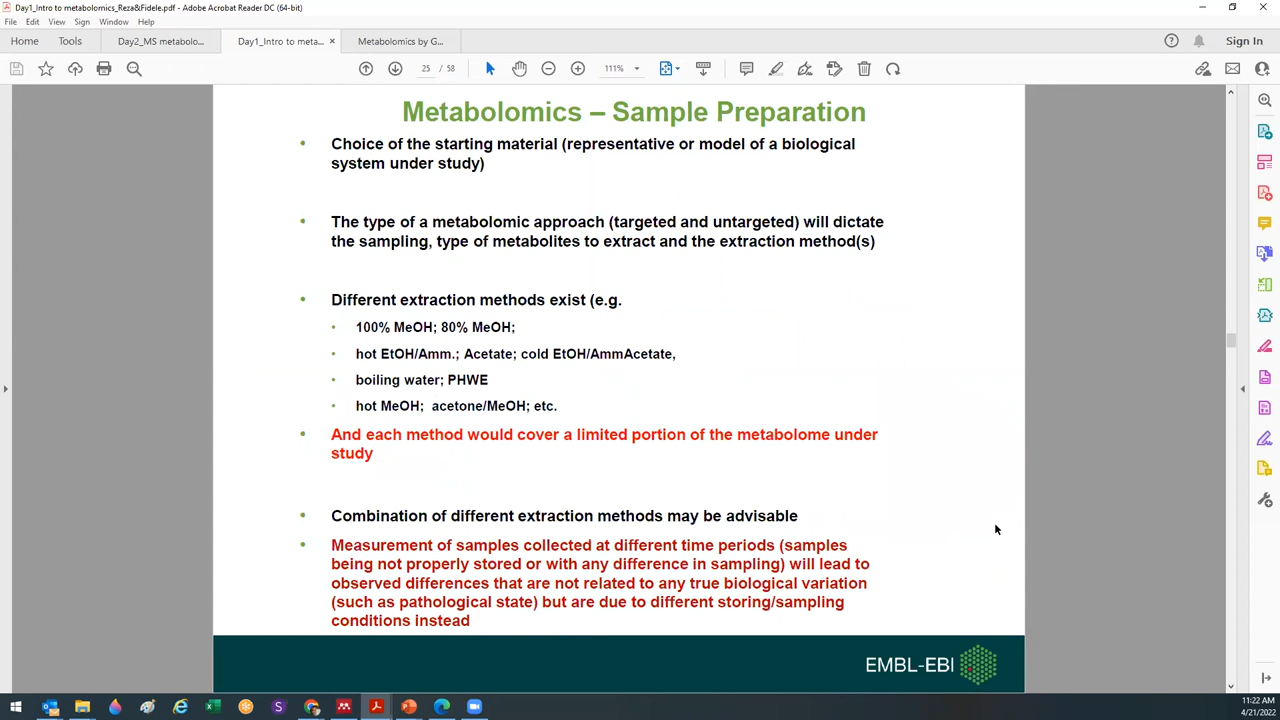 Day1_Intro to metabolomics_Reza&Fidele.pdf - Adobe Acrobat Reader DC (64-bit)
File Edit View Sign Window Help
Home Tools Day2_MS metabolo... Day1_Intro to meta... × Metabolomics by G... Sign In
25 / 58 111%
Metabolomics – Sample Preparation
• Choice of the starting material (representative or model of a biological
system under study)
• The type of a metabolomic approach (targeted and untargeted) will dictate
the sampling, type of metabolites to extract and the extraction method(s)
• Different extraction methods exist (e.g.
• 100% MeOH; 80% MeOH;
• hot EtOH/Amm.; Acetate; cold EtOH/AmmAcetate,
• boiling water; PHWE
• hot MeOH; acetone/MeOH; etc.
• And each method would cover a limited portion of the metabolome under
study
• Combination of different extraction methods may be advisable
• Measurement of samples collected at different time periods (samples
being not properly stored or with any difference in sampling) will lead to
observed differences that are not related to any true biological variation
(such as pathological state) but are due to different storing/sampling
conditions instead
EMBL-EBI
11:22 AM
4/21/2022